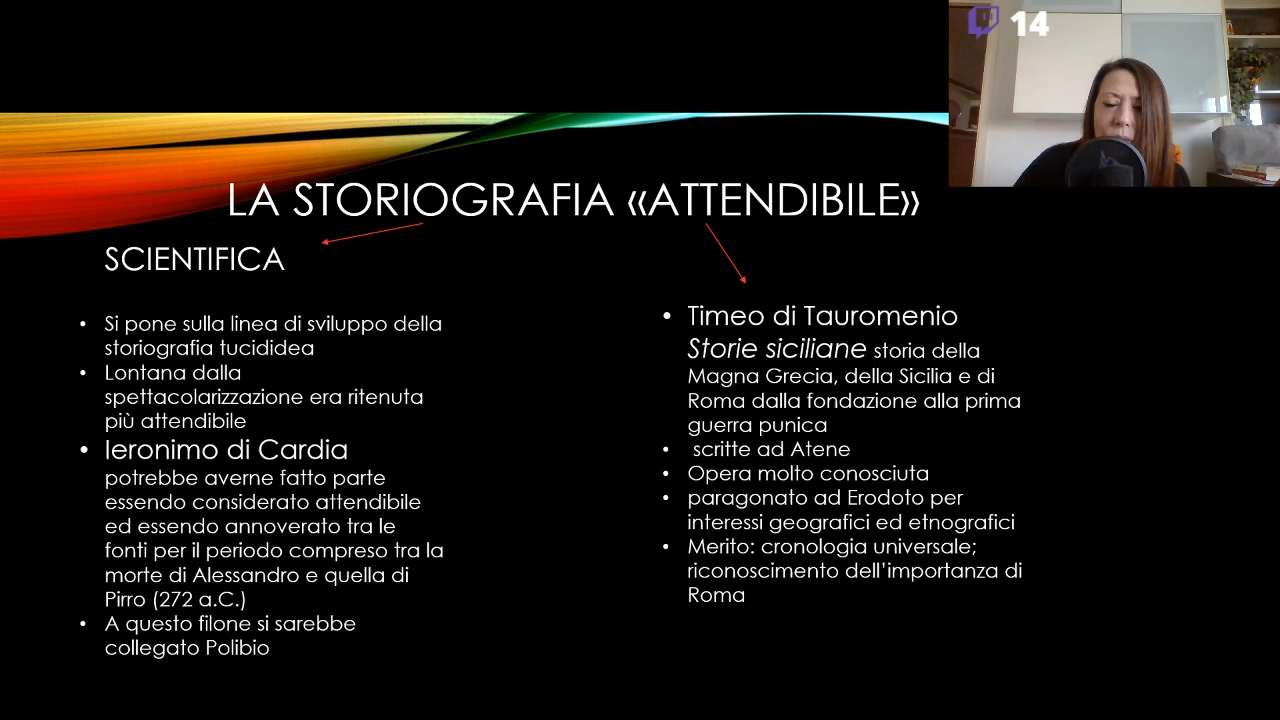 14
LA STORIOGRAFIA «ATTENDIBILE»
SCIENTIFICA
• Si pone sulla linea di sviluppo della
storiografia tucididea
• Lontana dalla
spettacolarizzazione era ritenuta
più attendibile
• Ieronimo di Cardia
potrebbe averne fatto parte
essendo considerato attendibile
ed essendo annoverato tra le
fonti per il periodo compreso tra la
morte di Alessandro e quella di
Pirro (272 a.C.)
• A questo filone si sarebbe
collegato Polibio
• Timeo di Tauromenio
Storie siciliane storia della
Magna Grecia, della Sicilia e di
Roma dalla fondazione alla prima
guerra punica
• scritte ad Atene
• Opera molto conosciuta
• paragonato ad Erodoto per
interessi geografici ed etnografici
• Merito: cronologia universale;
riconoscimento dell'importanza di
Roma